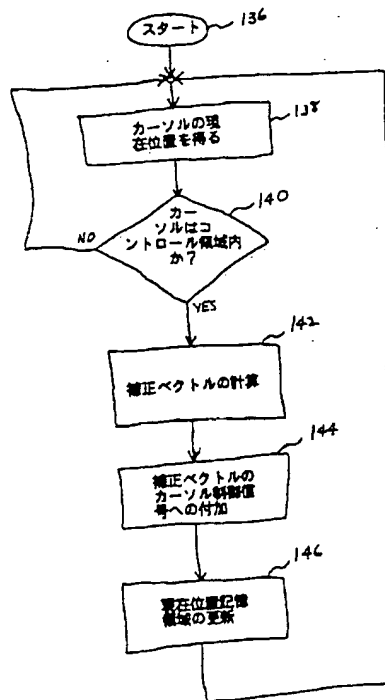 スタート
136
カーソルの現
在位置を得る
138
カー
ソルはコ
ントロール領域内
か?
140
NO
YES
補正ベクトルの計算
142
補正ベクトルの
カーソル制御信
号への付加
144
現在位置記憶
領域の更新
146